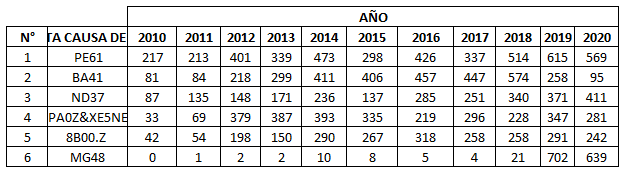 AÑO
N° TA CAUSA DE 2010 2011 2012 2013 2014 2015 2016 2017 2018 2019 2020
1 PE61 217 213 401 339 473 298 426 337 514 615 569
2 BA41 81 84 218 299 411 406 457 447 574 258 95
3 ND37 87 135 148 171 236 137 285 251 340 371 411
4 PA0Z&XE5NE 33 69 379 387 393 335 219 296 228 347 281
5 8B00.Z 42 54 198 150 290 267 318 258 258 291 242
6 MG48 0 1 2 2 10 8 5 4 21 702 639